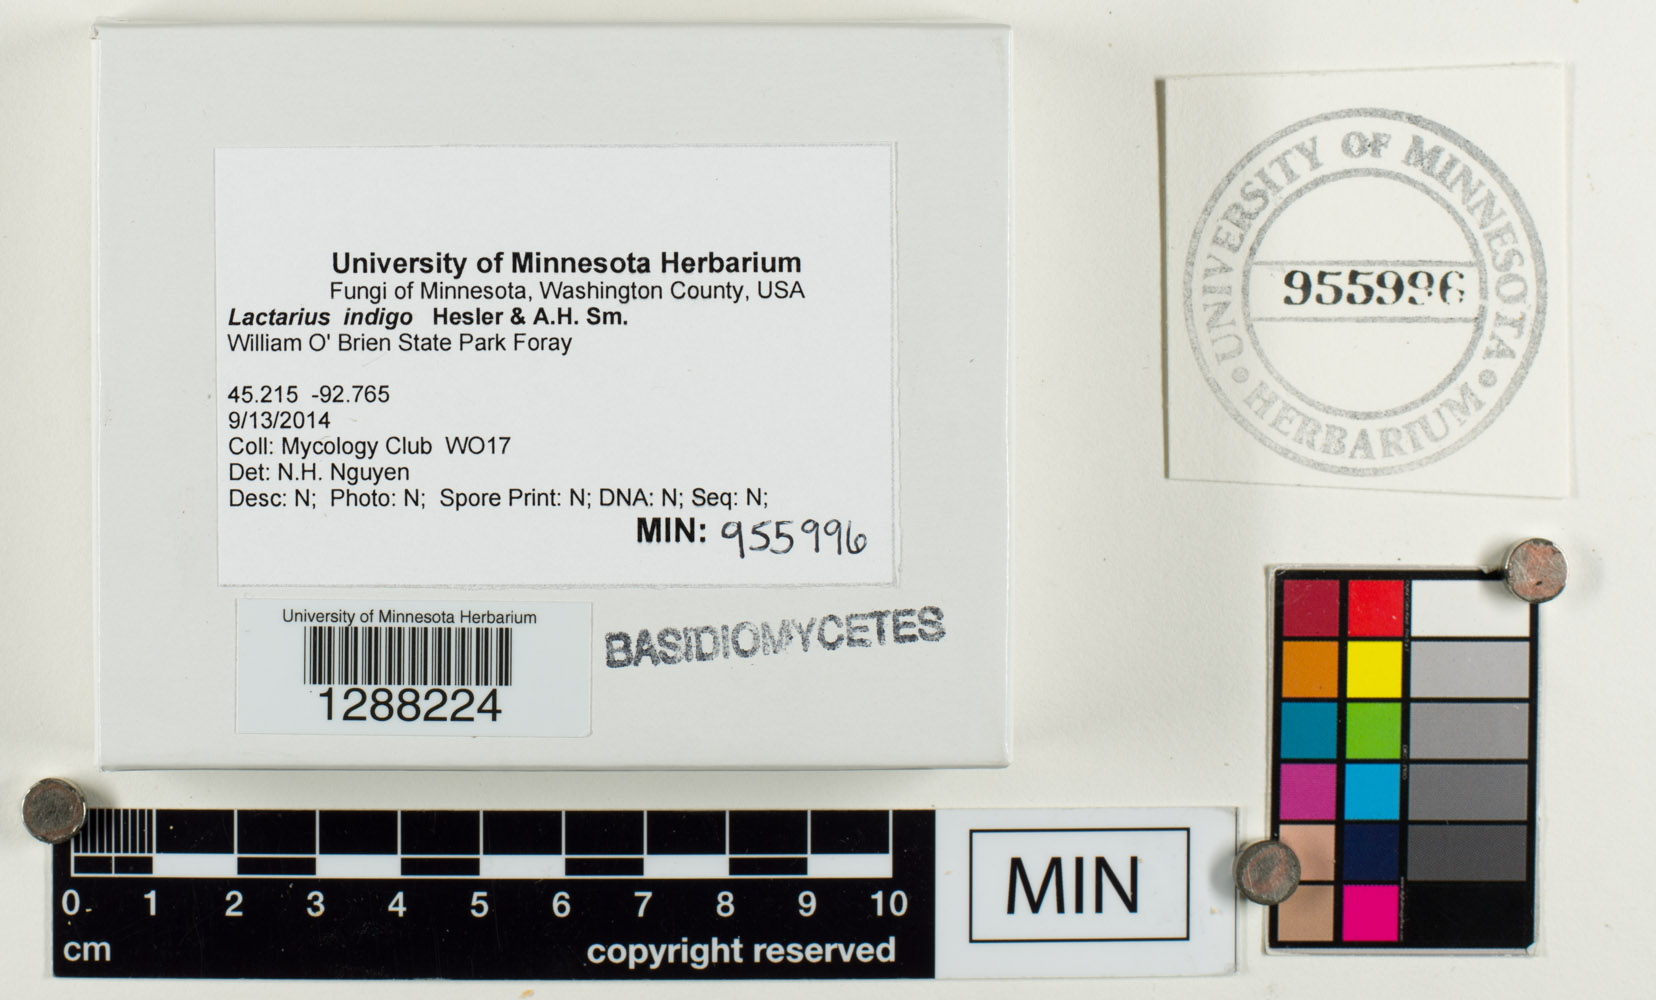 University of Minnesota Herbarium
Fungi of Minnesota, Washington County, USA
Lactarius indigo Hesler & A.H. Sm.
William O' Brien State Park Foray
45.215 -92.765
9/13/2014
Coll: Mycology Club WO17
Det: N.H. Nguyen
Desc: N; Photo: N; Spore Print: N; DNA: N; Seq: N;
MIN: 955996
University of Minnesota Herbarium
1288224
BASIDIOMYCETES
UNIVERSITY OF MINNESOTA
955996
HERBARIUM
0 1 2 3 4 5 6 7 8 9 10
cm
copyright reserved
MIN